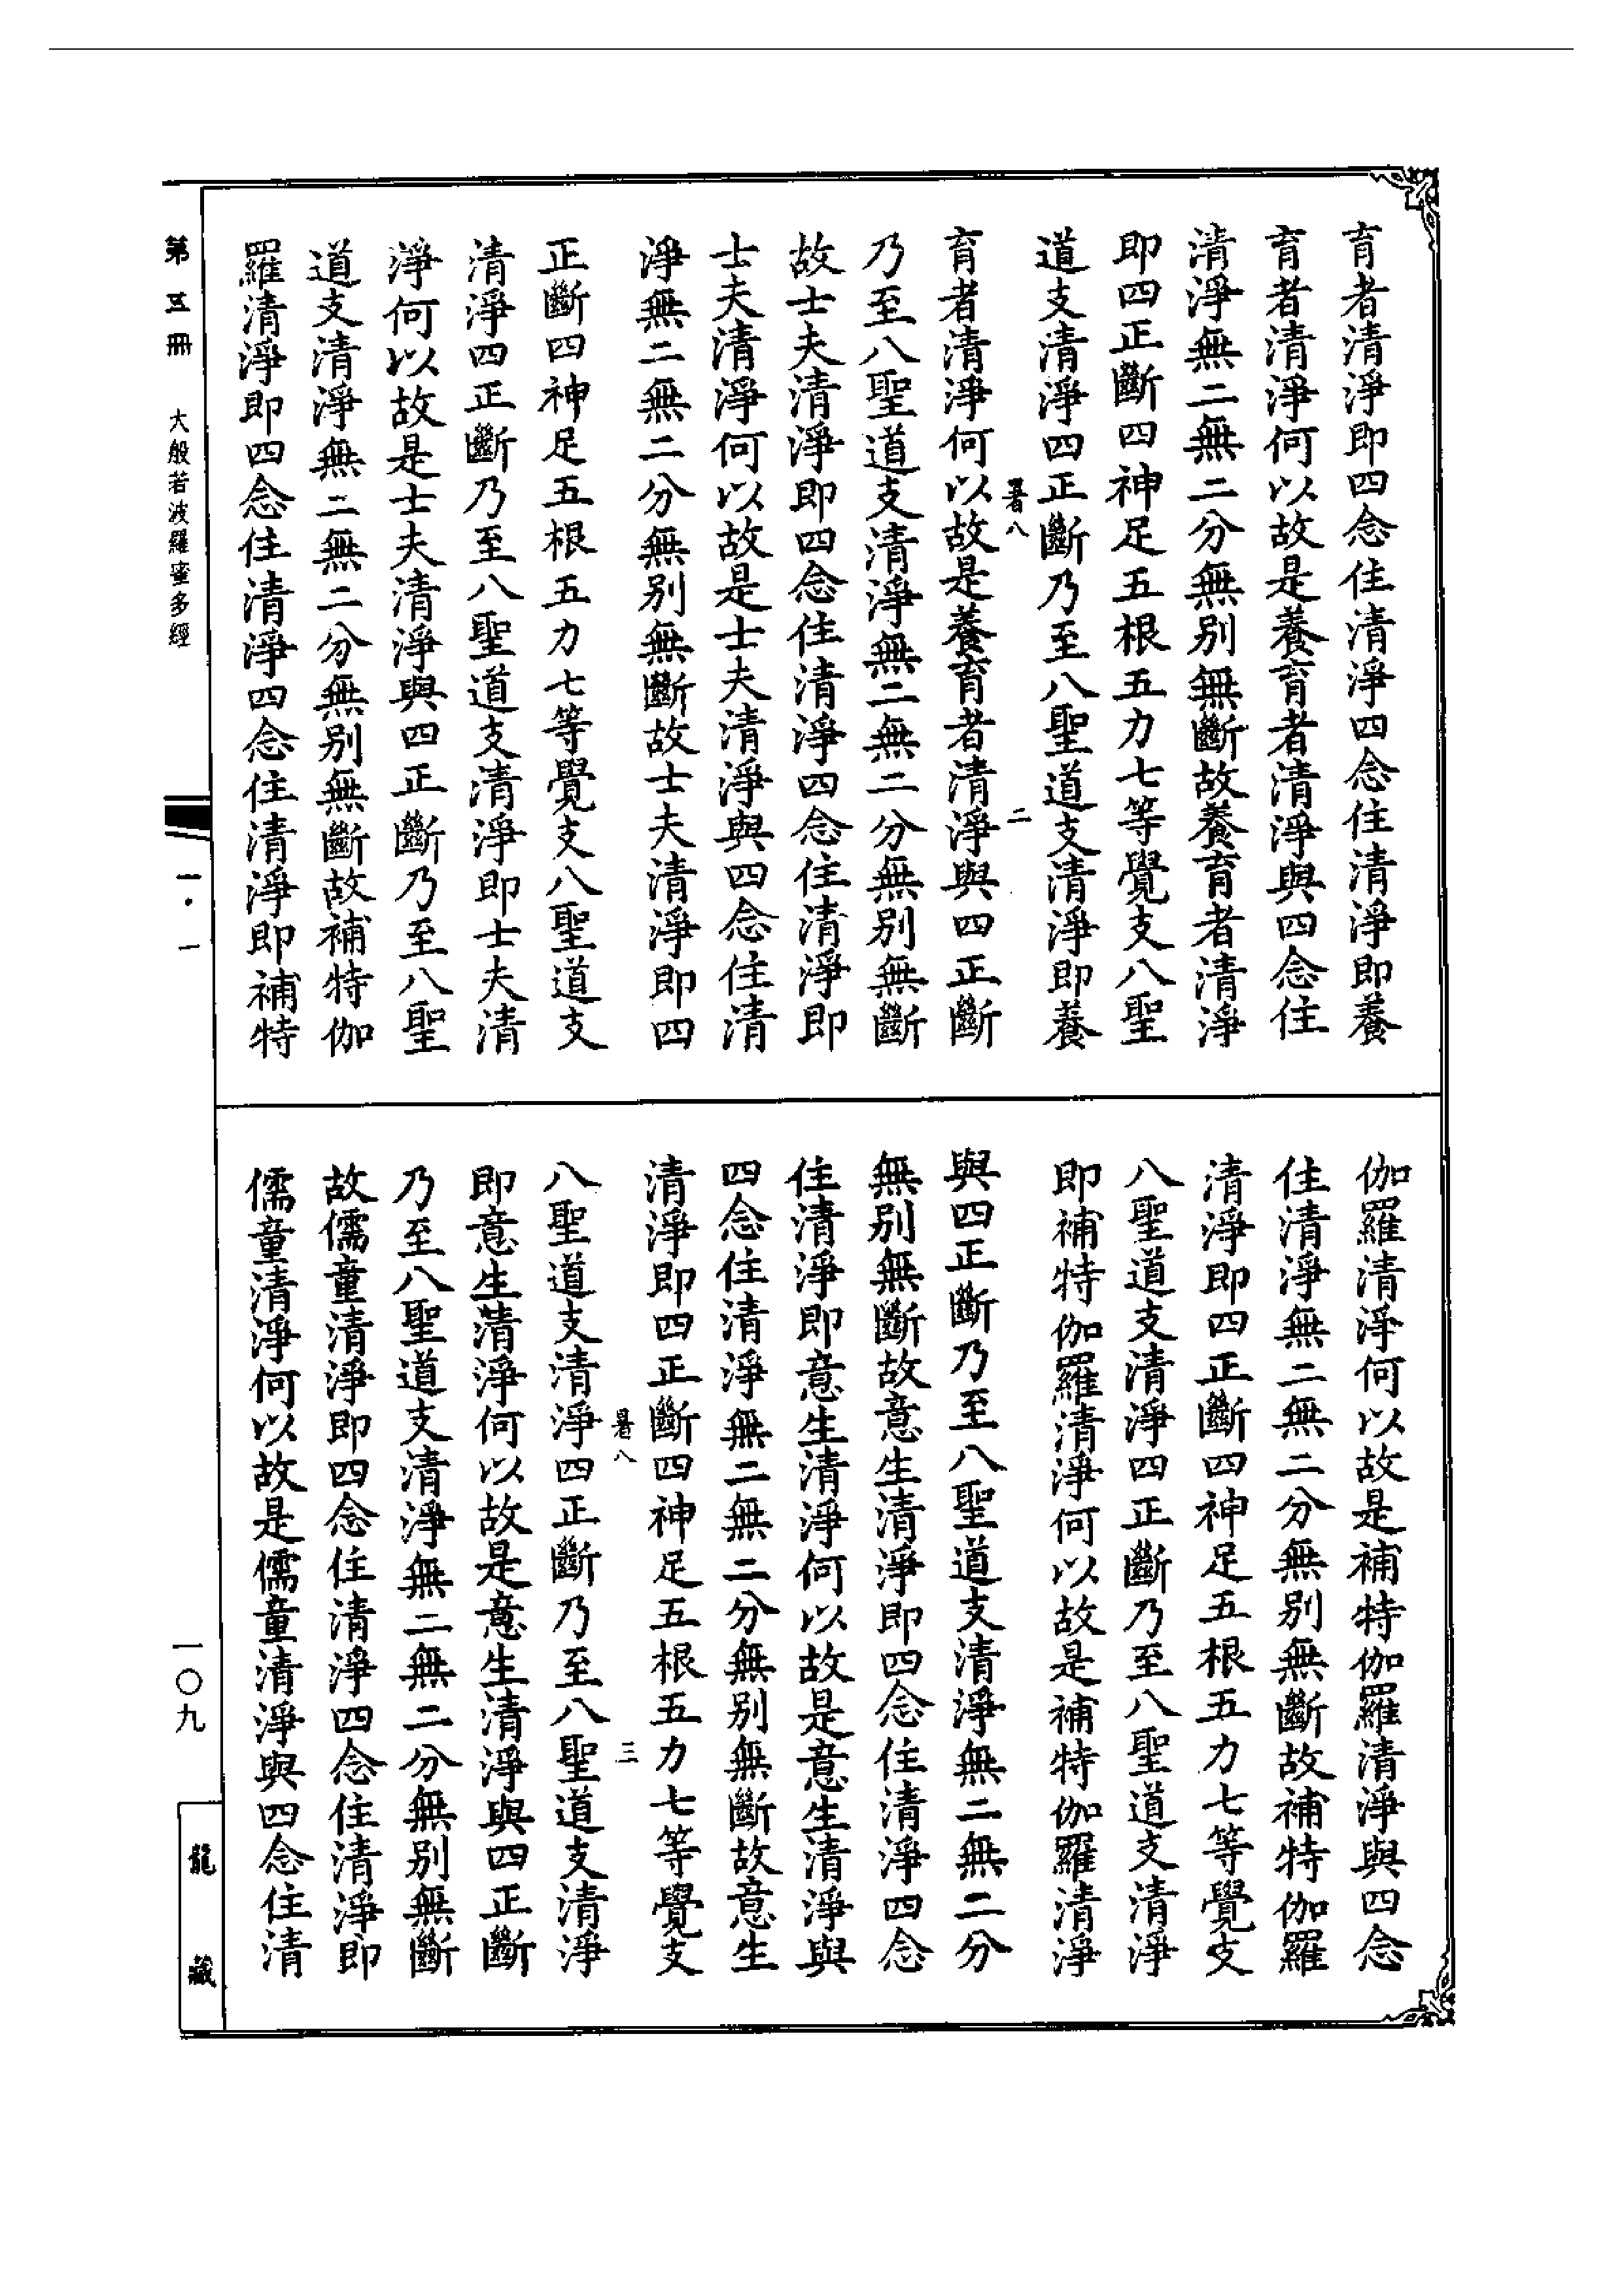 育者清淨即四念住清淨四念住清淨即養
育者清淨何以故是養育者清淨與四念住
清淨無二無二分無別無斷故養育者清淨
即四正斷四神足五根五力七等覺支八聖
道支清淨四正斷乃至八聖道支清淨即養
暑八 二
育者清淨何以故是養育者清淨與四正斷
乃至八聖道支清淨無二無二分無別無斷
故士夫清淨即四念住清淨四念住清淨即
士夫清淨何以故是士夫清淨與四念住清
淨無二無二分無別無斷故士夫清淨即四
正斷四神足五根五力七等覺支八聖道支
清淨四正斷乃至八聖道支清淨即士夫清
淨何以故是士夫清淨與四正斷乃至八聖
道支清淨無二無二分無別無斷故補特伽
羅清淨即四念住清淨四念住清淨即補特
伽羅清淨何以故是補特伽羅清淨與四念
住清淨無二無二分無別無斷故補特伽羅
清淨即四正斷四神足五根五力七等覺支
八聖道支清淨四正斷乃至八聖道支清淨
即補特伽羅清淨何以故是補特伽羅清淨
與四正斷乃至八聖道支清淨無二無二分
無別無斷故意生清淨即四念住清淨四念
住清淨即意生清淨何以故是意生清淨與
四念住清淨無二無二分無別無斷故意生
清淨即四正斷四神足五根五力七等覺支
暑八 三
八聖道支清淨四正斷乃至八聖道支清淨
即意生清淨何以故是意生清淨與四正斷
乃至八聖道支清淨無二無二分無別無斷
故儒童清淨即四念住清淨四念住清淨即
儒童清淨何以故是儒童清淨與四念住清
第五冊 大般若波羅蜜多經 一·一 一〇九 龍藏